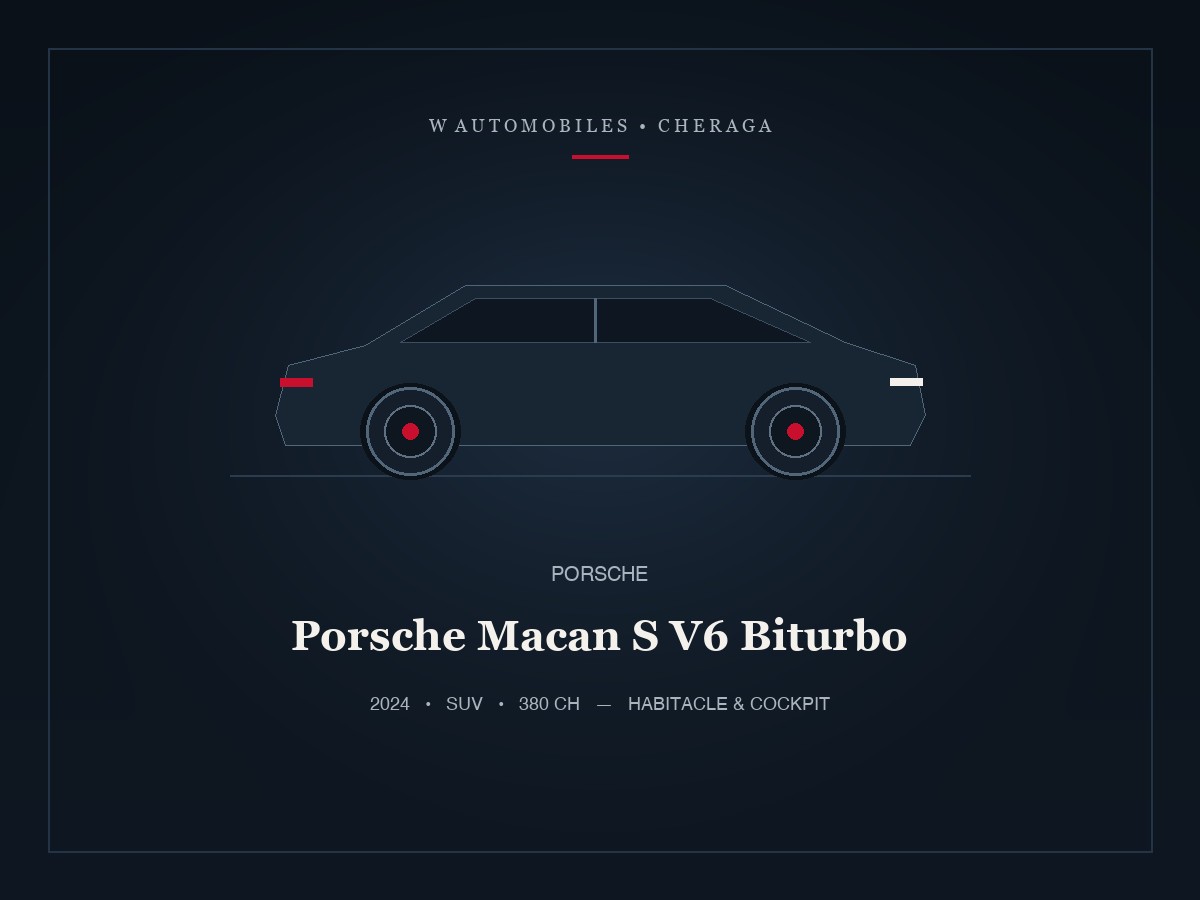 W AUTOMOBILES • CHERAGA
PORSCHE
Porsche Macan S V6 Biturbo
2024 • SUV • 380 CH — HABITACLE & COCKPIT